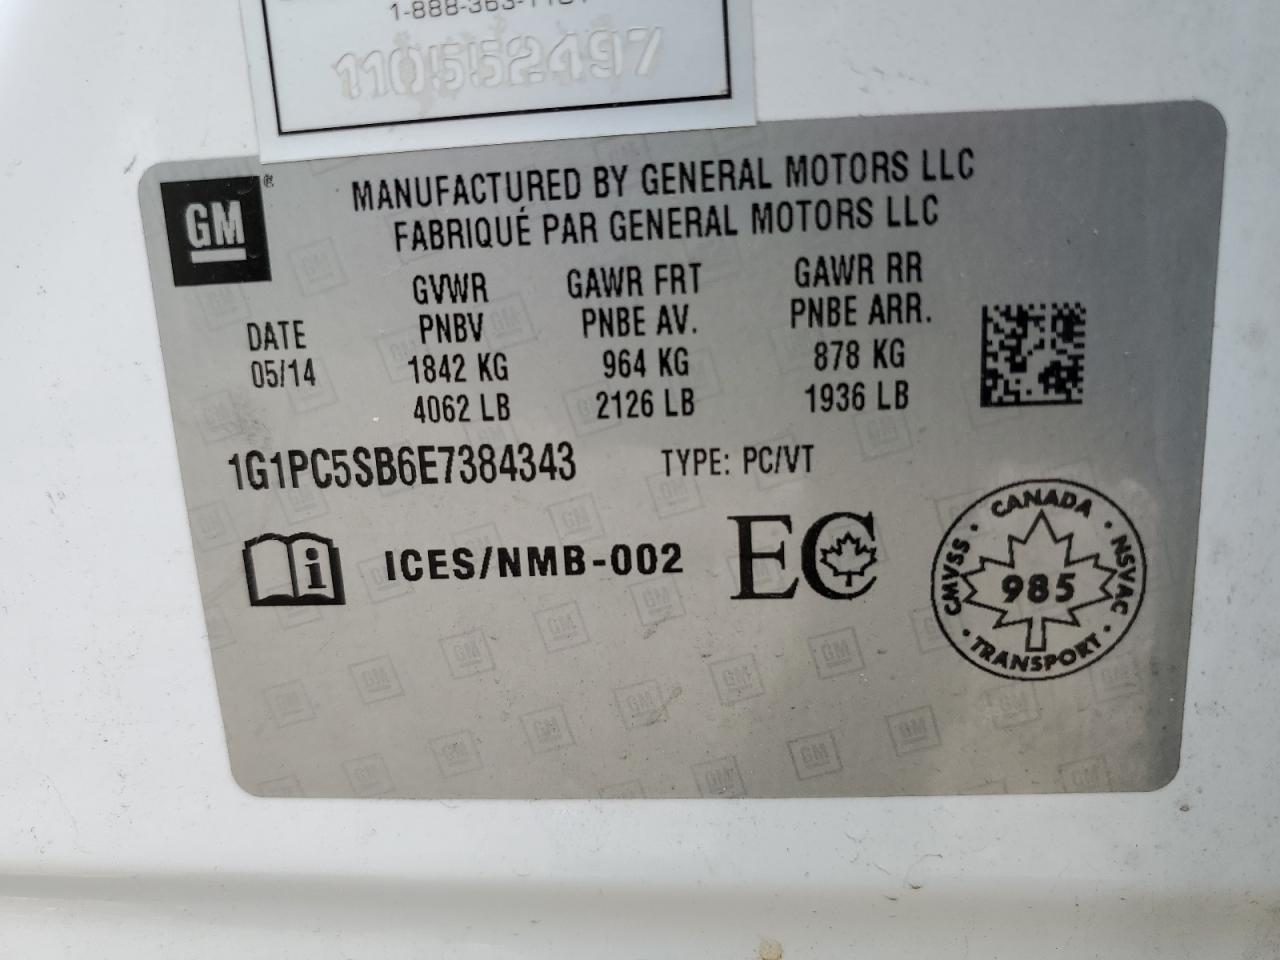 110552497
GM
MANUFACTURED BY GENERAL MOTORS LLC
FABRIQUÉ PAR GENERAL MOTORS LLC
DATE
05/14
GVWR
PNBV
1842 KG
4062 LB
GAWR FRT
PNBE AV.
964 KG
2126 LB
GAWR RR
PNBE ARR.
878 KG
1936 LB
1G1PC5SB6E7384343
TYPE: PC/VT
i
ICES/NMB-002
EC
CANADA
NSVAC
TRANSPORT
CMVSS
985